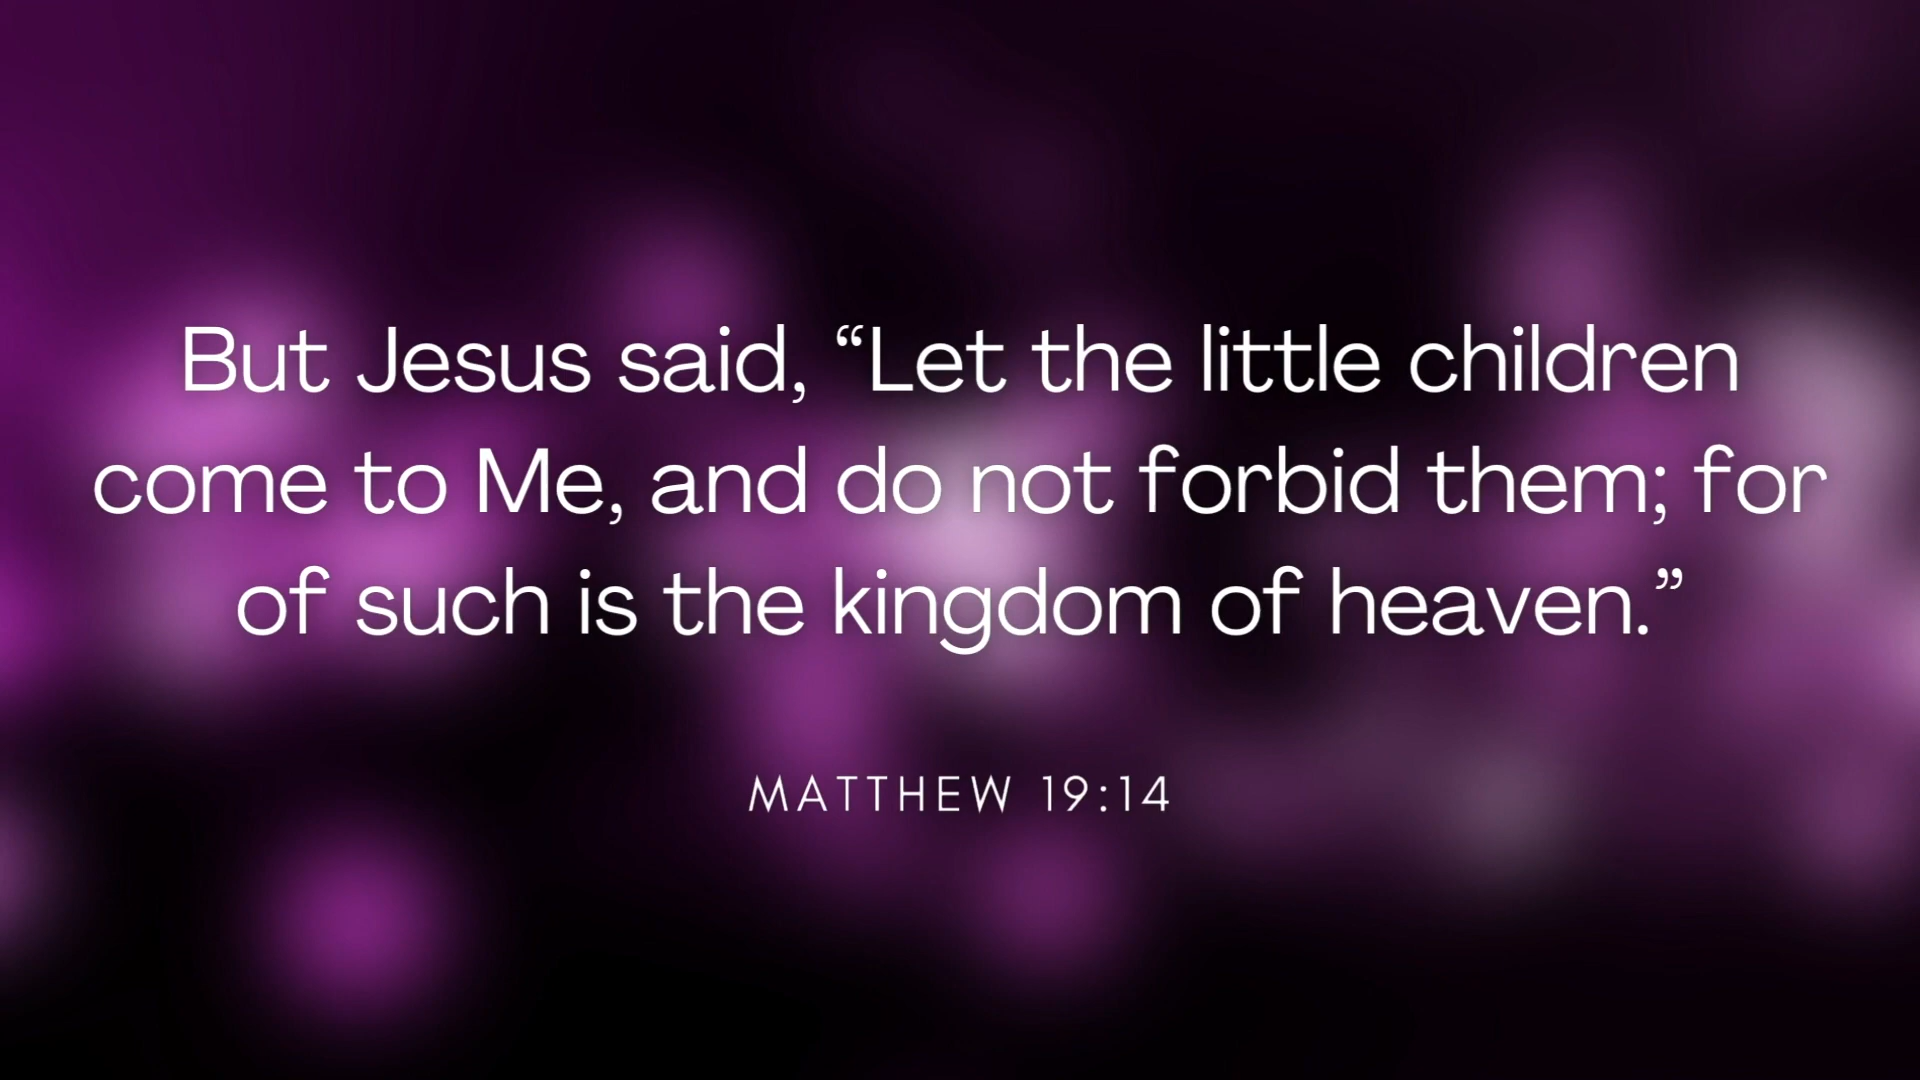 But Jesus said, “Let the little children
come to Me, and do not forbid them; for
of such is the kingdom of heaven.”
MATTHEW 19:14